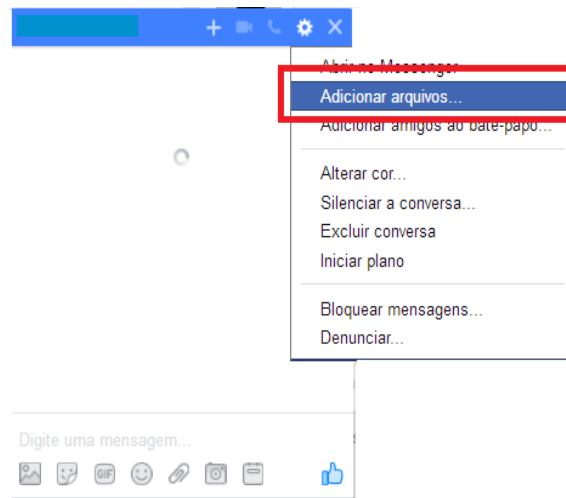 Abrir no Messenger
Adicionar arquivos...
Adicionar amigos ao bate-papo...
Alterar cor...
Silenciar a conversa...
Excluir conversa
Iniciar plano
Bloquear mensagens...
Denunciar...
Digite uma mensagem...
GIF